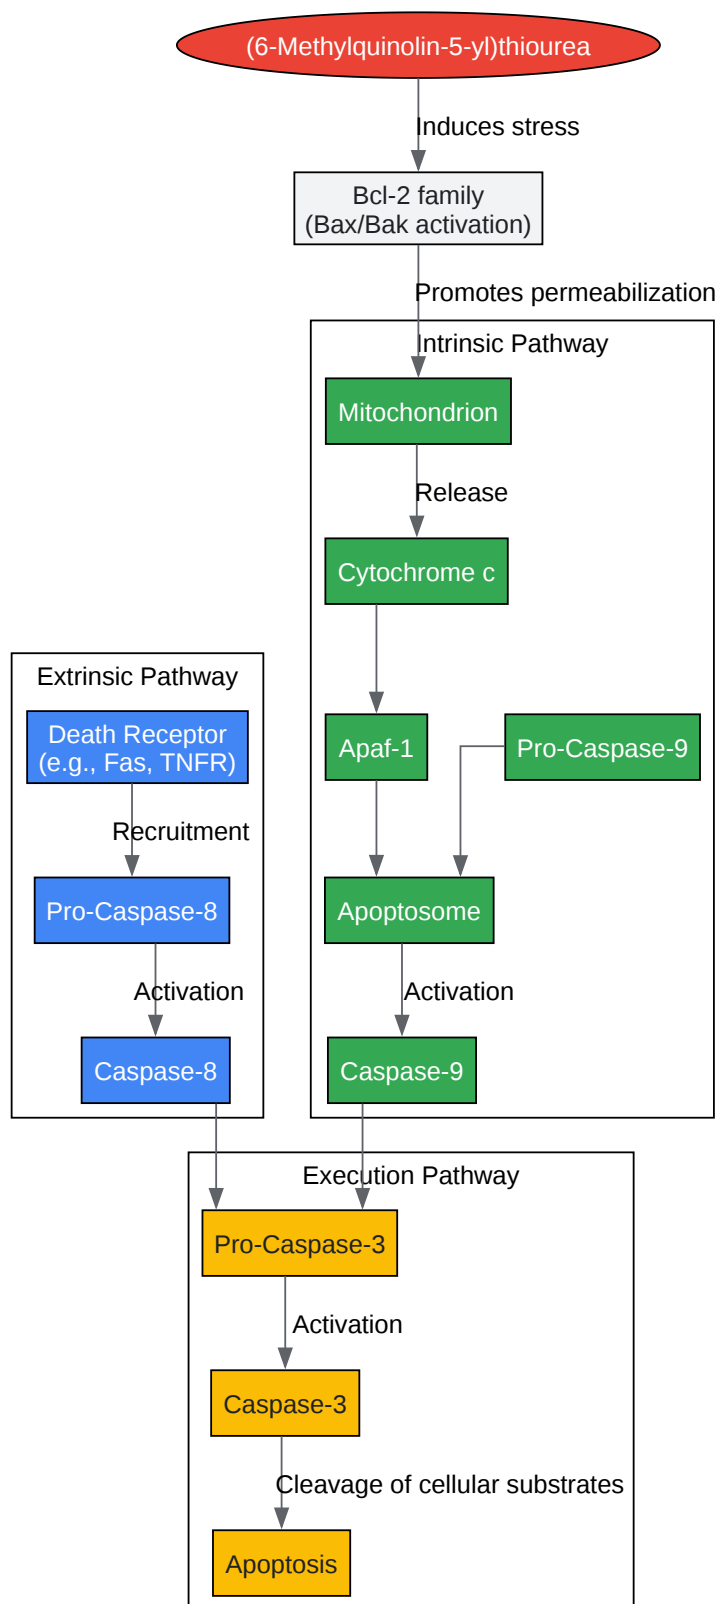 (6-Methylquinolin-5-yl)thiourea
Induces stress
Bcl-2 family
(Bax/Bak activation)
Promotes permeabilization
Intrinsic Pathway
Mitochondrion
Release
Cytochrome c
Extrinsic Pathway
Death Receptor
(e.g., Fas, TNFR)
Apaf-1
Pro-Caspase-9
Recruitment
Pro-Caspase-8
Apoptosome
Activation
Activation
Caspase-8
Caspase-9
Execution Pathway
Pro-Caspase-3
Activation
Caspase-3
Cleavage of cellular substrates
Apoptosis